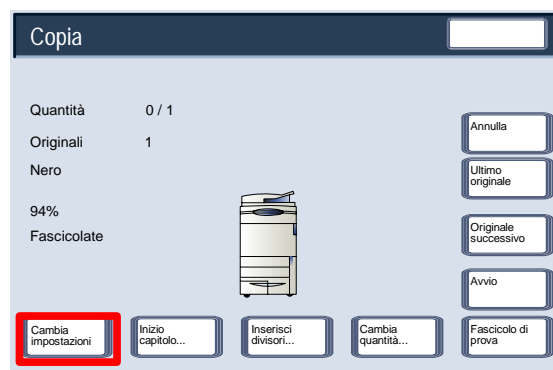 Copia
Quantità 0 / 1
Originali 1
Nero
94%
Fascicolate
Annulla
Ultimo
originale
Originale
successivo
Avvio
Cambia
impostazioni
Inizio
capitolo...
Inserisci
divisori...
Cambia
quantità...
Fascicolo di
prova